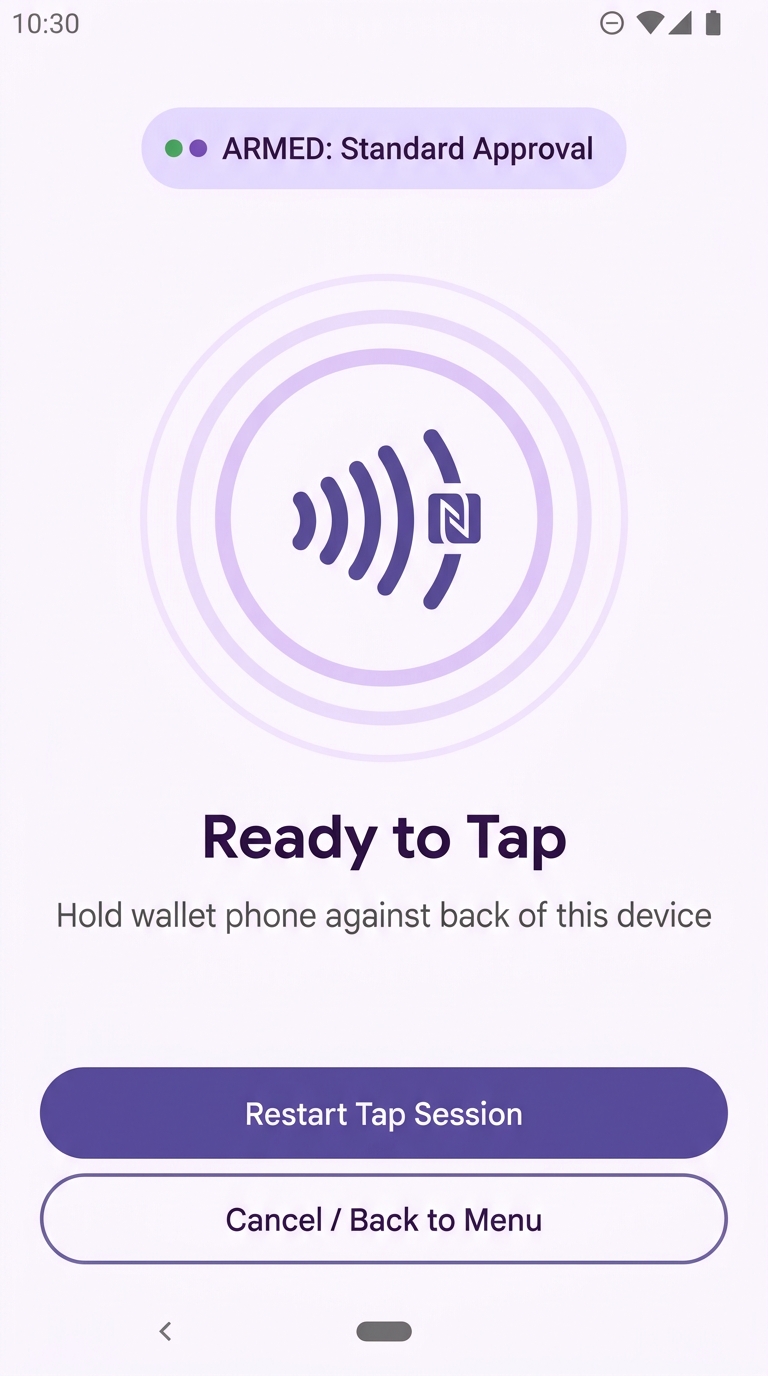 10:30
ARMED: Standard Approval
Ready to Tap
Hold wallet phone against back of this device
Restart Tap Session
Cancel / Back to Menu